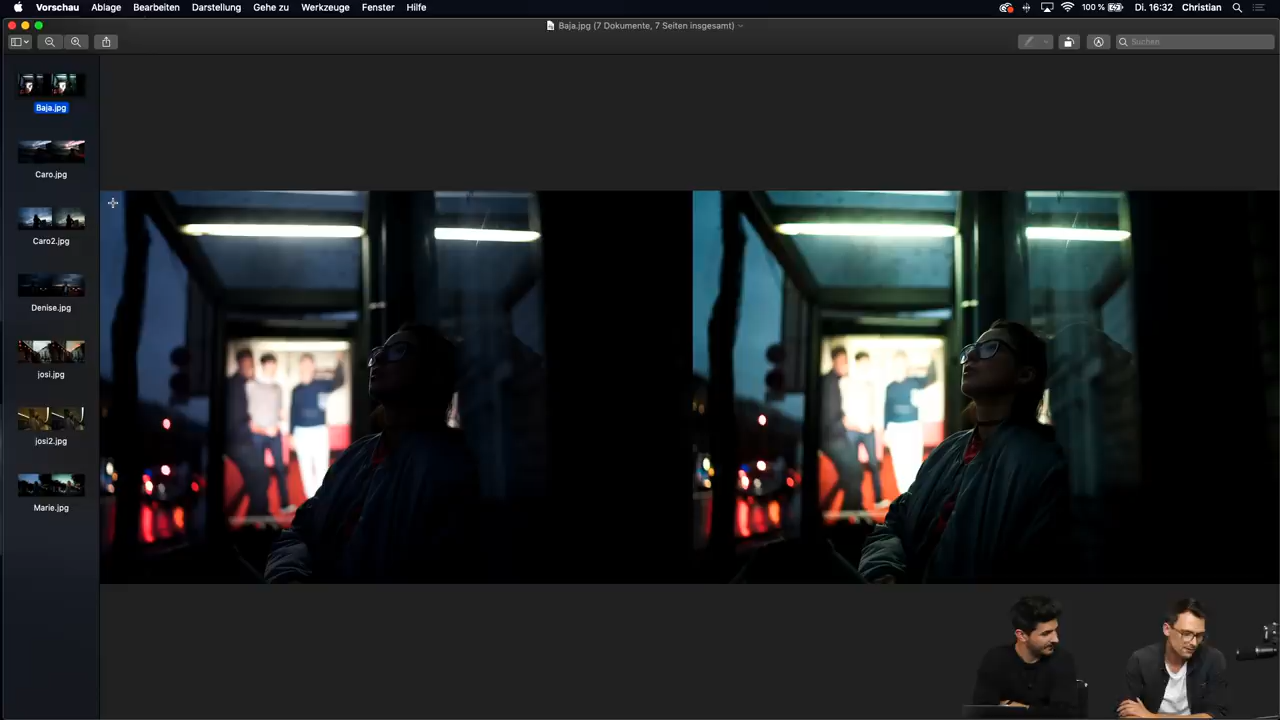 Vorschau Ablage Bearbeiten Darstellung Gehe zu Werkzeuge Fenster Hilfe 100 % Di. 16:32 Christian
Baja.jpg (7 Dokumente, 7 Seiten insgesamt)
Suchen
Baja.jpg
Caro.jpg
Caro2.jpg
Denise.jpg
josi.jpg
josi2.jpg
Marie.jpg